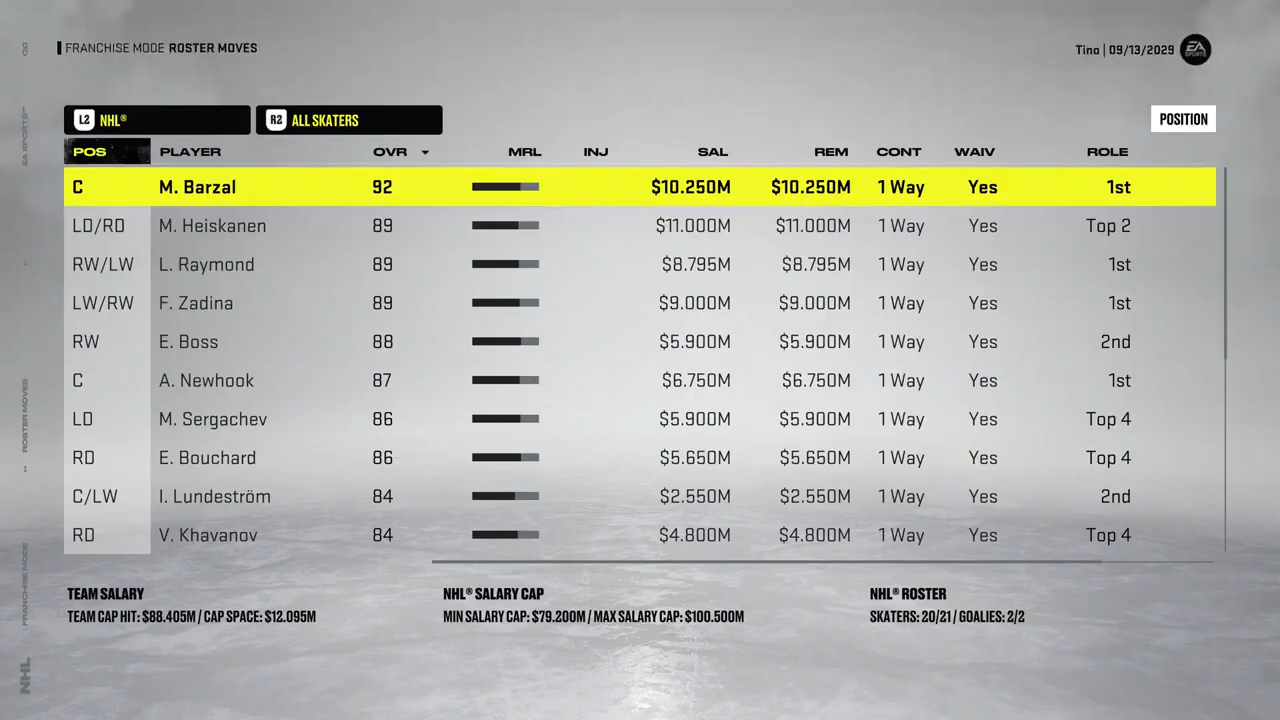 FRANCHISE MODE ROSTER MOVES
Tino | 09/13/2029
EA SPORTS
L2 NHL® R2 ALL SKATERS
POSITION
POS PLAYER OVR MRL INJ SAL REM CONT WAIV ROLE
C M. Barzal 92 $10.250M $10.250M 1 Way Yes 1st
LD/RD M. Heiskanen 89 $11.000M $11.000M 1 Way Yes Top 2
RW/LW L. Raymond 89 $8.795M $8.795M 1 Way Yes 1st
LW/RW F. Zadina 89 $9.000M $9.000M 1 Way Yes 1st
RW E. Boss 88 $5.900M $5.900M 1 Way Yes 2nd
C A. Newhook 87 $6.750M $6.750M 1 Way Yes 1st
LD M. Sergachev 86 $5.900M $5.900M 1 Way Yes Top 4
RD E. Bouchard 86 $5.650M $5.650M 1 Way Yes Top 4
C/LW I. Lundeström 84 $2.550M $2.550M 1 Way Yes 2nd
RD V. Khavanov 84 $4.800M $4.800M 1 Way Yes Top 4
TEAM SALARY
TEAM CAP HIT: $88.405M / CAP SPACE: $12.095M
NHL® SALARY CAP
MIN SALARY CAP: $79.200M / MAX SALARY CAP: $100.500M
NHL® ROSTER
SKATERS: 20/21 / GOALIES: 2/2
EA SPORTS™
ROSTER MOVES
FRANCHISE MODE
NHL